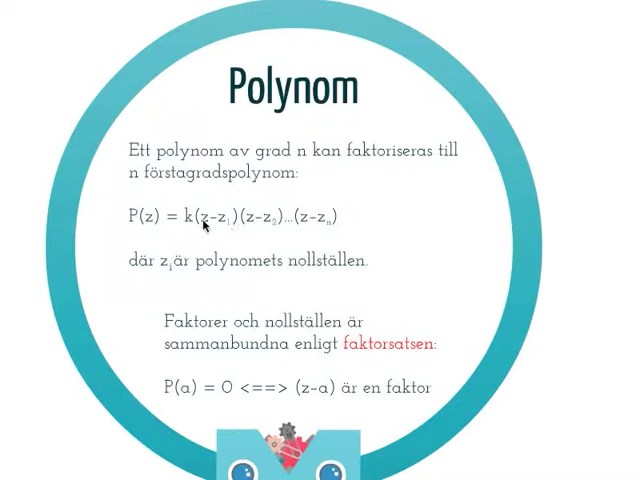 Polynom
Ett polynom av grad n kan faktoriseras till
n förstagradspolynom:
P(z) = k(z-z₁)(z-z₂)...(z-zₙ)
där zᵢ är polynomets nollställen.
Faktorer och nollställen är
sammanbundna enligt faktorsatsen:
P(a) = 0 <==> (z-a) är en faktor